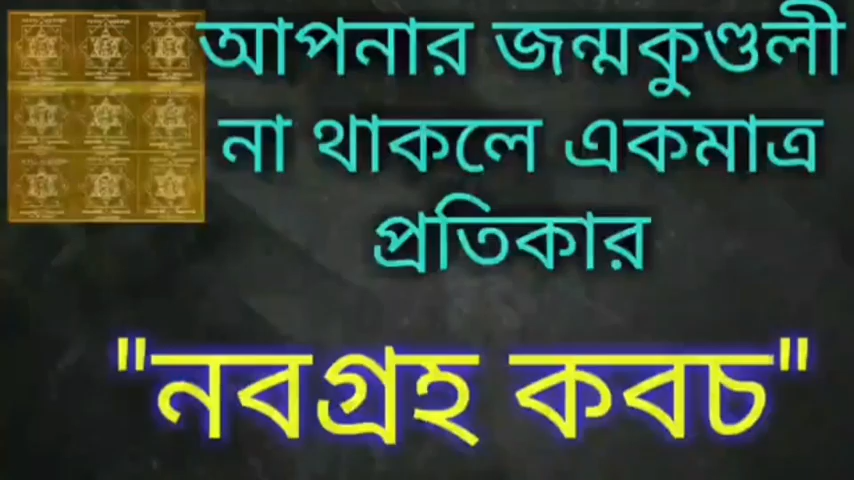 আপনার জন্মকুণ্ডলী
না থাকলে একমাত্র
প্রতিকার
"নবগ্রহ কবচ"